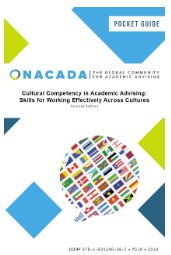 POCKET GUIDE
NACADA THE GLOBAL COMMUNITY
FOR ACADEMIC ADVISING
Cultural Competency in Academic Advising:
Skills for Working Effectively Across Cultures
Second Edition